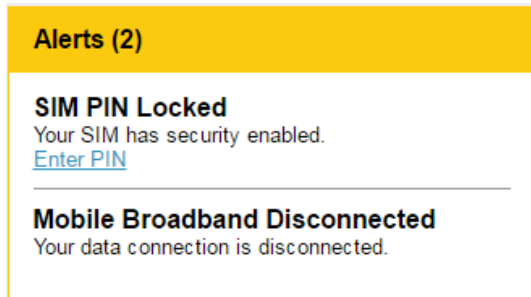 Alerts (2)
SIM PIN Locked
Your SIM has security enabled.
Enter PIN
Mobile Broadband Disconnected
Your data connection is disconnected.